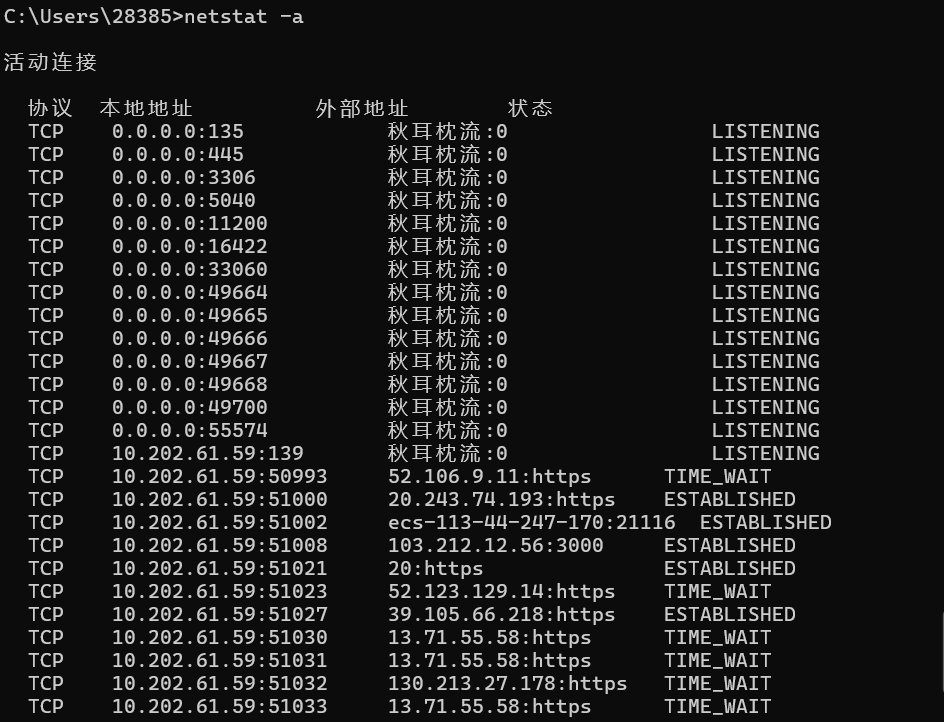 C:\Users\28385>netstat -a
活动连接
协议 本地地址 外部地址 状态
TCP 0.0.0.0:135 秋耳枕流:0 LISTENING
TCP 0.0.0.0:445 秋耳枕流:0 LISTENING
TCP 0.0.0.0:3306 秋耳枕流:0 LISTENING
TCP 0.0.0.0:5040 秋耳枕流:0 LISTENING
TCP 0.0.0.0:11200 秋耳枕流:0 LISTENING
TCP 0.0.0.0:16422 秋耳枕流:0 LISTENING
TCP 0.0.0.0:33060 秋耳枕流:0 LISTENING
TCP 0.0.0.0:49664 秋耳枕流:0 LISTENING
TCP 0.0.0.0:49665 秋耳枕流:0 LISTENING
TCP 0.0.0.0:49666 秋耳枕流:0 LISTENING
TCP 0.0.0.0:49667 秋耳枕流:0 LISTENING
TCP 0.0.0.0:49668 秋耳枕流:0 LISTENING
TCP 0.0.0.0:49700 秋耳枕流:0 LISTENING
TCP 0.0.0.0:55574 秋耳枕流:0 LISTENING
TCP 10.202.61.59:139 秋耳枕流:0 LISTENING
TCP 10.202.61.59:50993 52.106.9.11:https TIME_WAIT
TCP 10.202.61.59:51000 20.243.74.193:https ESTABLISHED
TCP 10.202.61.59:51002 ecs-113-44-247-170:21116 ESTABLISHED
TCP 10.202.61.59:51008 103.212.12.56:3000 ESTABLISHED
TCP 10.202.61.59:51021 20:https ESTABLISHED
TCP 10.202.61.59:51023 52.123.129.14:https TIME_WAIT
TCP 10.202.61.59:51027 39.105.66.218:https ESTABLISHED
TCP 10.202.61.59:51030 13.71.55.58:https TIME_WAIT
TCP 10.202.61.59:51031 13.71.55.58:https TIME_WAIT
TCP 10.202.61.59:51032 130.213.27.178:https TIME_WAIT
TCP 10.202.61.59:51033 13.71.55.58:https TIME_WAIT